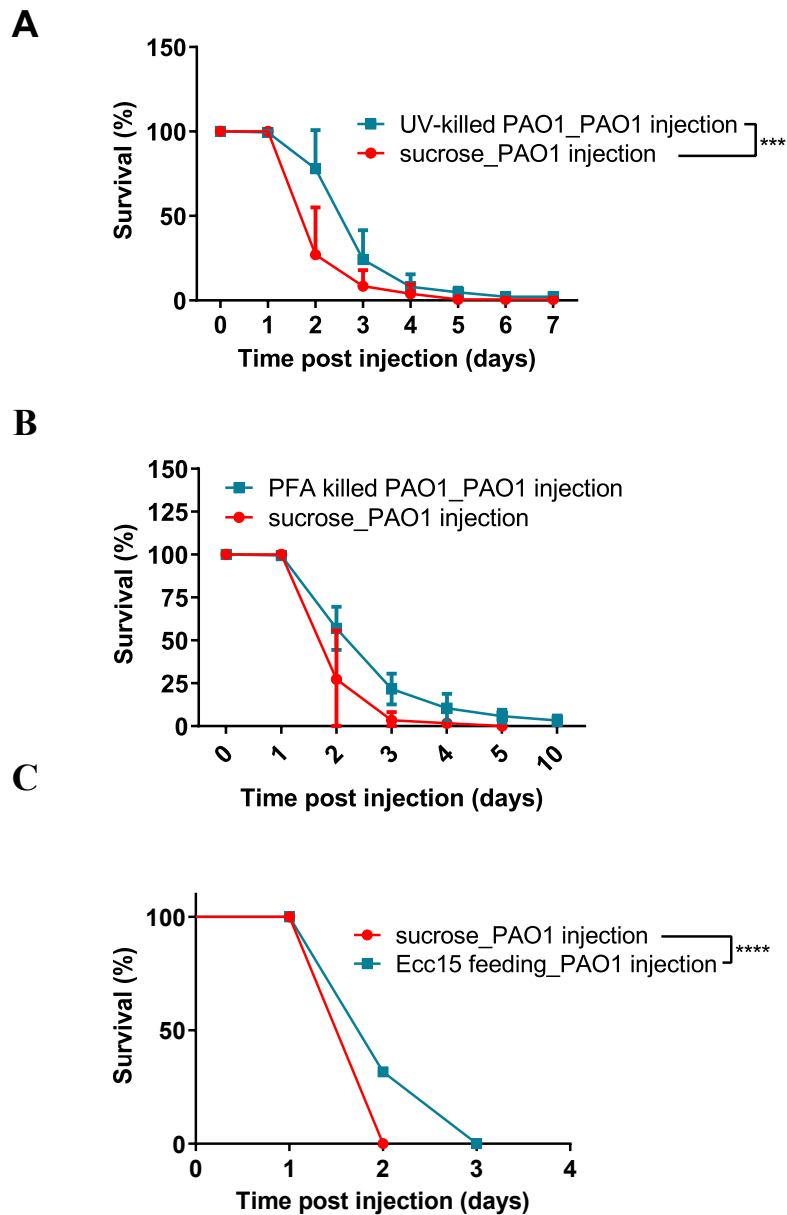 A
150
100
50
0
Survival (%)
UV-killed PAO1_PAO1 injection
sucrose_PAO1 injection
***
0 1 2 3 4 5 6 7
Time post injection (days)
B
150
125
100
75
50
25
0
Survival (%)
PFA killed PAO1_PAO1 injection
sucrose_PAO1 injection
0 1 2 3 4 5 10
Time post injection (days)
C
100
50
0
Survival (%)
sucrose_PAO1 injection
Ecc15 feeding_PAO1 injection
****
0 1 2 3 4
Time post injection (days)